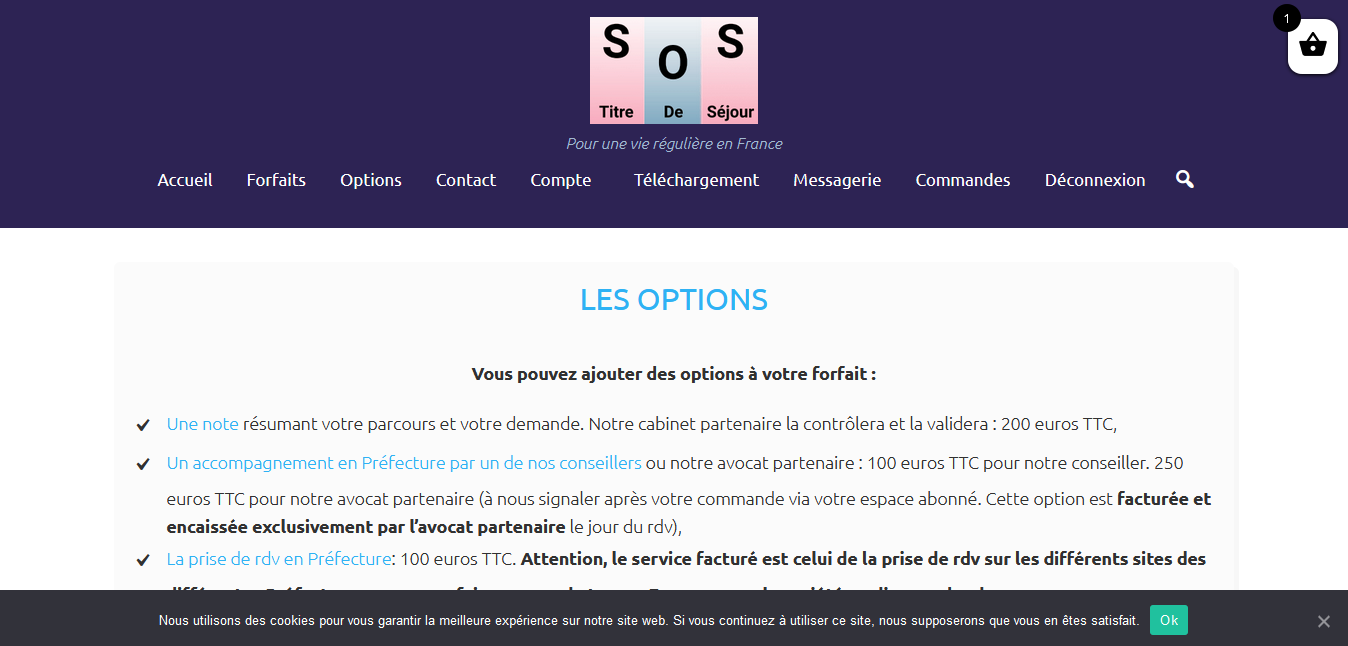 1
S O S
Titre De Séjour
Pour une vie régulière en France
Accueil Forfaits Options Contact Compte Téléchargement Messagerie Commandes Déconnexion
LES OPTIONS
Vous pouvez ajouter des options à votre forfait :
Une note résumant votre parcours et votre demande. Notre cabinet partenaire la contrôlera et la validera : 200 euros TTC,
Un accompagnement en Préfecture par un de nos conseillers ou notre avocat partenaire : 100 euros TTC pour notre conseiller. 250
euros TTC pour notre avocat partenaire (à nous signaler après votre commande via votre espace abonné. Cette option est facturée et
encaissée exclusivement par l’avocat partenaire le jour du rdv),
La prise de rdv en Préfecture: 100 euros TTC. Attention, le service facturé est celui de la prise de rdv sur les différents sites des
Nous utilisons des cookies pour vous garantir la meilleure expérience sur notre site web. Si vous continuez à utiliser ce site, nous supposerons que vous en êtes satisfait. Ok